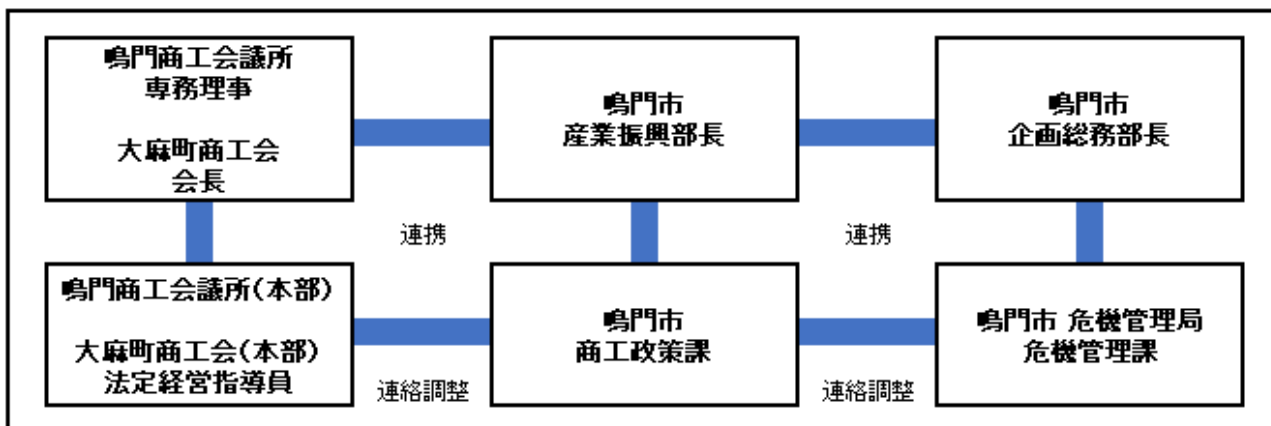 鳴門商工会議所
専務理事
大麻町商工会
会長
鳴門市
産業振興部長
鳴門市
企画総務部長
連携
連携
鳴門商工会議所(本部)
大麻町商工会(本部)
法定経営指導員
鳴門市
商工政策課
鳴門市 危機管理局
危機管理課
連絡調整
連絡調整